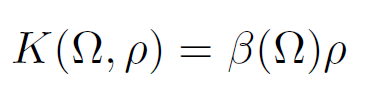 K(Ω, ρ) = β(Ω)ρ